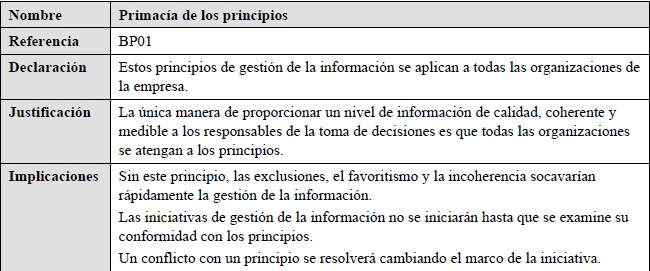 Nombre Primacía de los principios
Referencia BP01
Declaración Estos principios de gestión de la información se aplican a todas las organizaciones de
la empresa.
Justificación La única manera de proporcionar un nivel de información de calidad, coherente y
medible a los responsables de la toma de decisiones es que todas las organizaciones
se atengan a los principios.
Implicaciones Sin este principio, las exclusiones, el favoritismo y la incoherencia socavarían
rápidamente la gestión de la información.
Las iniciativas de gestión de la información no se iniciarán hasta que se examine su
conformidad con los principios.
Un conflicto con un principio se resolverá cambiando el marco de la iniciativa.